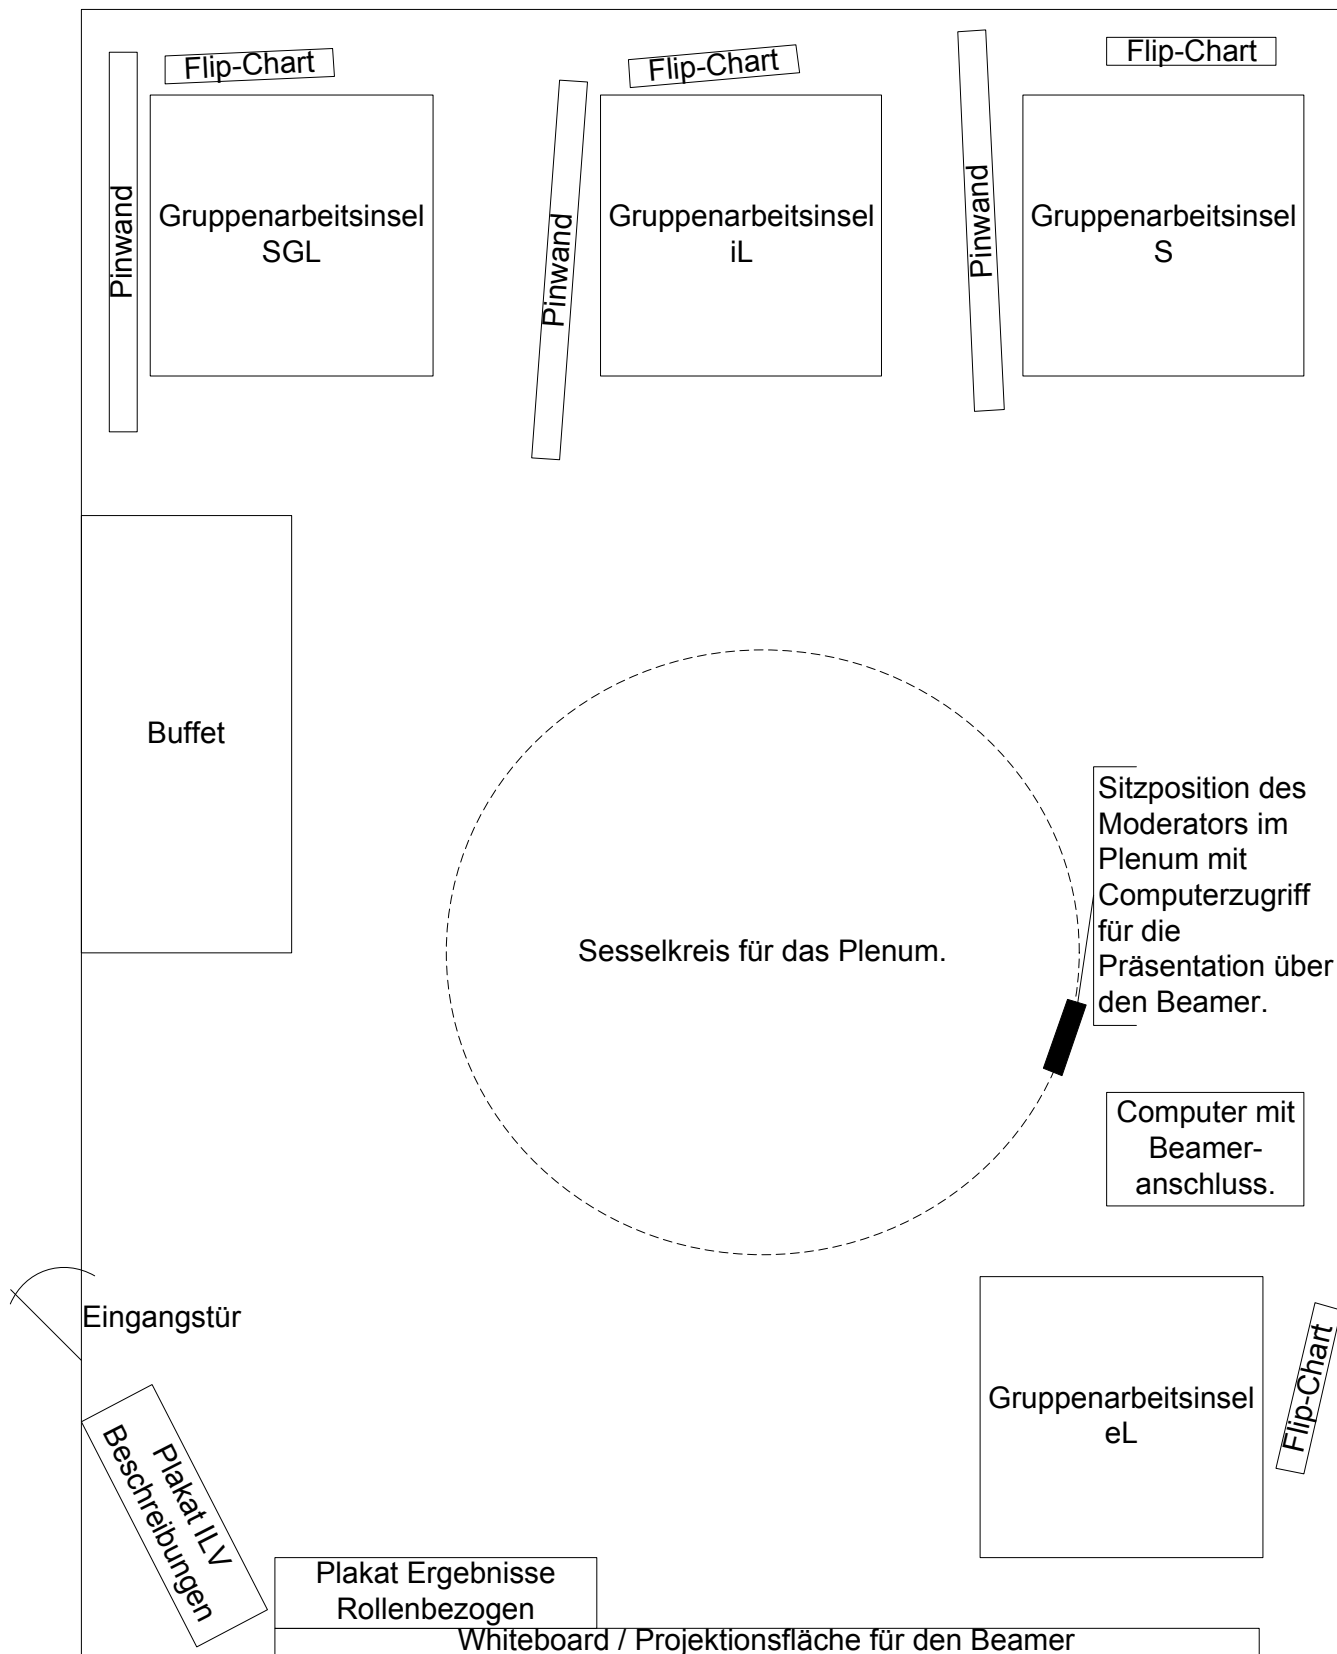 Flip-Chart
Flip-Chart
Flip-Chart
Pinwand
Gruppenarbeitsinsel
SGL
Pinwand
Gruppenarbeitsinsel
iL
Pinwand
Gruppenarbeitsinsel
S
Buffet
Sesselkreis für das Plenum.
Sitzposition des
Moderators im
Plenum mit
Computerzugriff
für die
Präsentation über
den Beamer.
Computer mit
Beamer-
anschluss.
Eingangstür
Gruppenarbeitsinsel
eL
Flip-Chart
Plakat ILV
Beschreibungen
Plakat Ergebnisse
Rollenbezogen
Whiteboard / Projektionsfläche für den Beamer